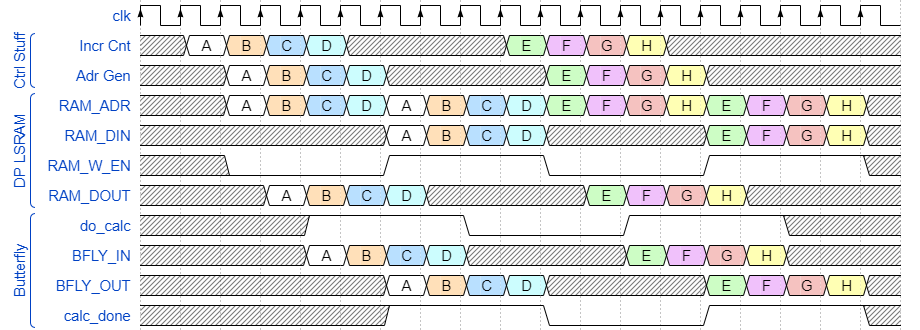 clk
Ctrl Stuff
Incr Cnt A B C D E F G H
Adr Gen A B C D E F G H
DP LSRAM
RAM_ADR A B C D A B C D E F G H E F G H
RAM_DIN A B C D E F G H
RAM_W_EN
RAM_DOUT A B C D E F G H
Butterfly
do_calc
BFLY_IN A B C D E F G H
BFLY_OUT A B C D E F G H
calc_done